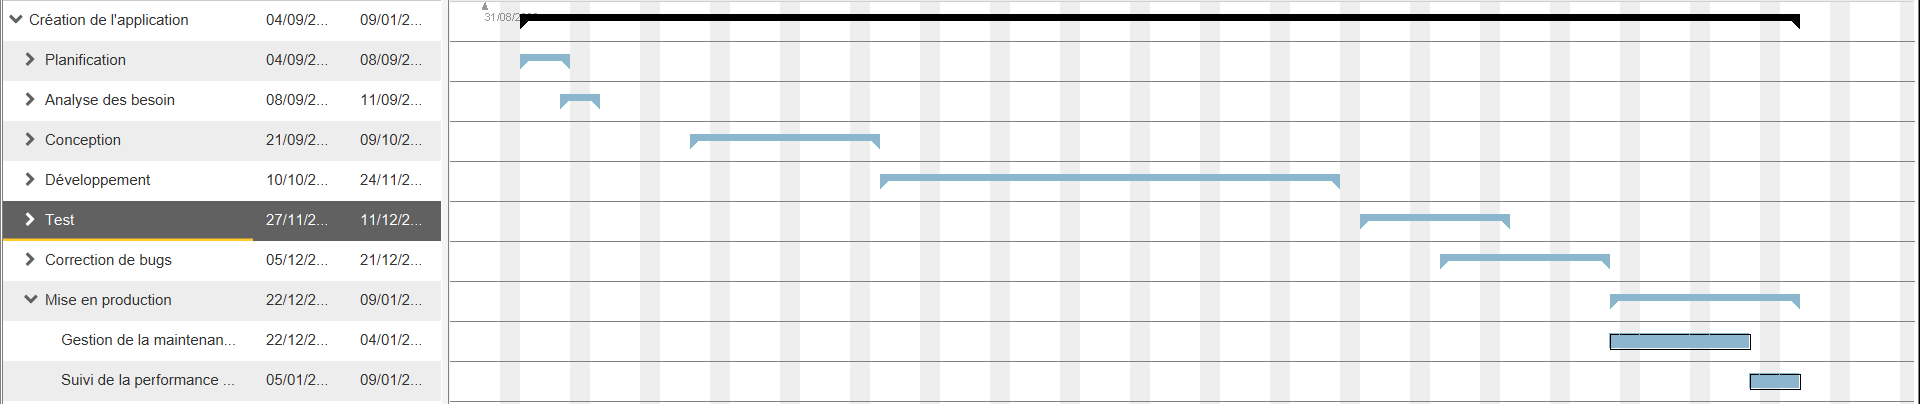 31/08/2
Création de l'application 04/09/2... 09/01/2...
Planification 04/09/2... 08/09/2...
Analyse des besoin 08/09/2... 11/09/2...
Conception 21/09/2... 09/10/2...
Développement 10/10/2... 24/11/2...
Test 27/11/2... 11/12/2...
Correction de bugs 05/12/2... 21/12/2...
Mise en production 22/12/2... 09/01/2...
Gestion de la maintenan... 22/12/2... 04/01/2...
Suivi de la performance ... 05/01/2... 09/01/2...